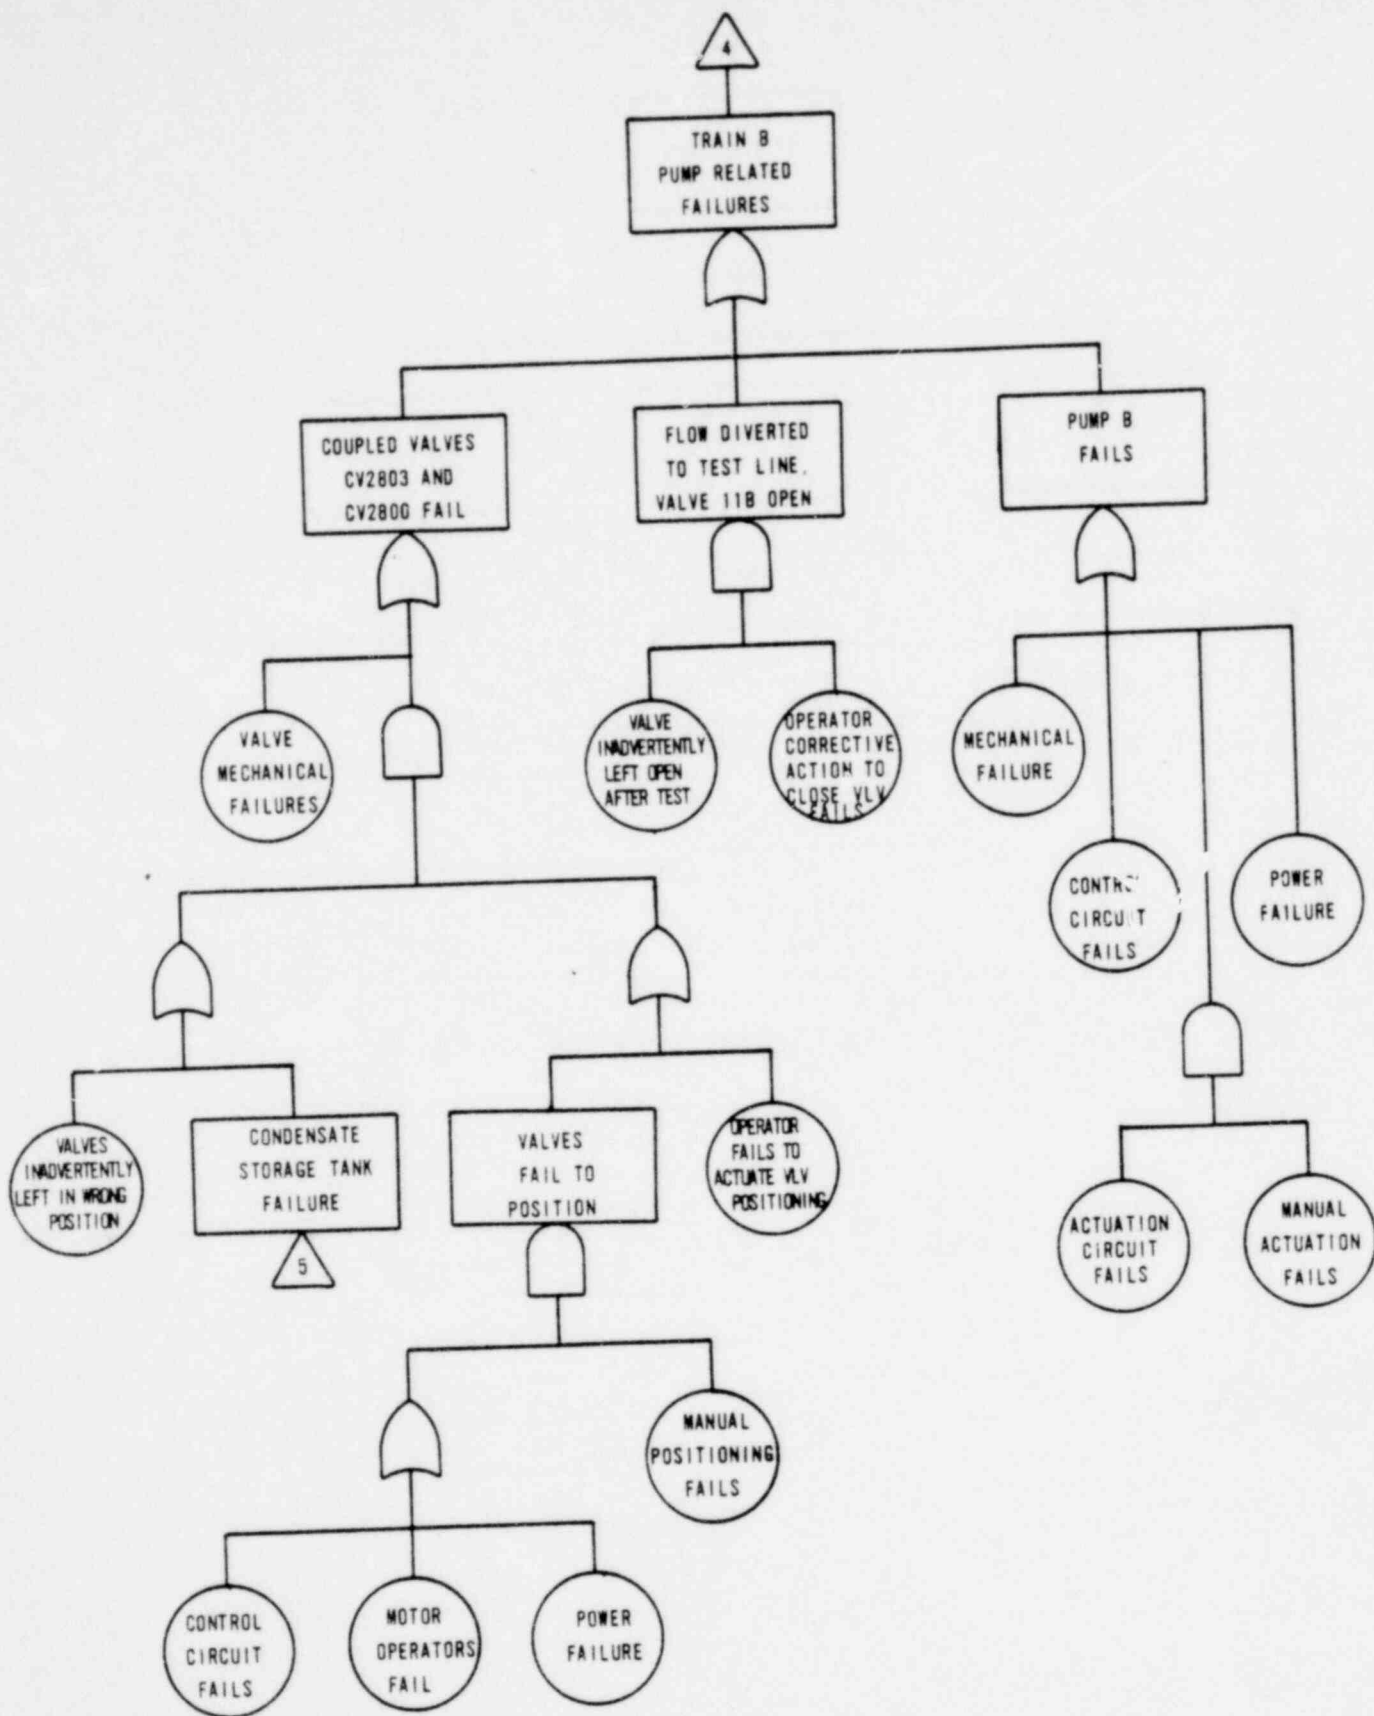 4
TRAIN B
PUMP RELATED
FAILURES
COUPLED VALVES
CV2803 AND
CV2800 FAIL
FLOW DIVERTED
TO TEST LINE,
VALVE 11B OPEN
PUMP B
FAILS
VALVE
MECHANICAL
FAILURES
VALVE
INADVERTENTLY
LEFT OPEN
AFTER TEST
OPERATOR
CORRECTIVE
ACTION TO
CLOSE VLV
FAILS
MECHANICAL
FAILURE
CIRCUIT
FAILS
POWER
FAILURE
VALVES
INADVERTENTLY
LEFT IN WRONG
POSITION
CONDENSATE
STORAGE TANK
FAILURE
5
VALVES
FAIL TO
POSITION
OPERATOR
FAILS TO
ACTUATE VLV
POSITIONING
ACTUATION
CIRCUIT
FAILS
MANUAL
ACTUATION
FAILS
MANUAL
POSITIONING
FAILS
CONTROL
CIRCUIT
FAILS
MOTOR
OPERATORS
FAIL
POWER
FAILURE